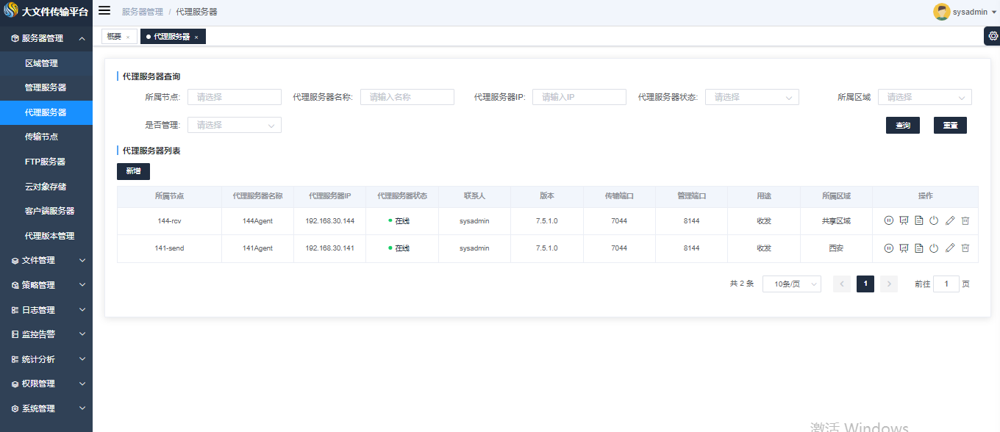 大文件传输平台
服务器管理 / 代理服务器
sysadmin
概要 ×
代理服务器 ×
服务器管理
区域管理
管理服务器
代理服务器
传输节点
FTP服务器
云对象存储
客户端服务器
代理版本管理
文件管理
策略管理
日志管理
监控告警
统计分析
权限管理
系统管理
代理服务器查询
所属节点: 请选择 代理服务器名称: 请输入名称 代理服务器IP: 请输入IP 代理服务器状态: 请选择 所属区域 请选择
是否管理: 请选择 查询 重置
代理服务器列表
新增
所属节点 代理服务器名称 代理服务器IP 代理服务器状态 联系人 版本 传输端口 管理端口 用途 所属区域 操作
144-rcv 144Agent 192.168.30.144 在线 sysadmin 7.5.1.0 7044 8144 收发 共享区域
141-send 141Agent 192.168.30.141 在线 sysadmin 7.5.1.0 7044 8144 收发 西安
共 2 条 10条/页 < 1 > 前往 1 页
激活 Windows